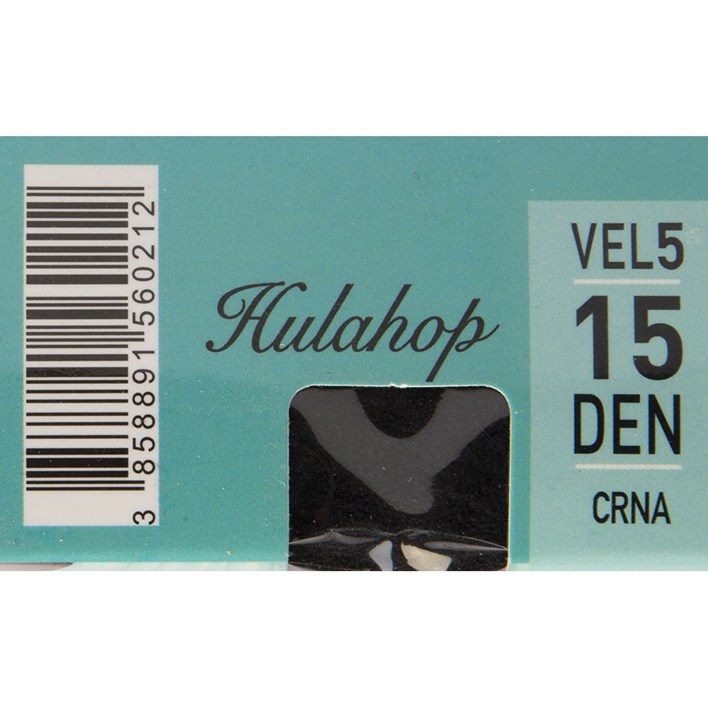 3 858891 560212
Hulahop
VEL5
15
DEN
CRNA